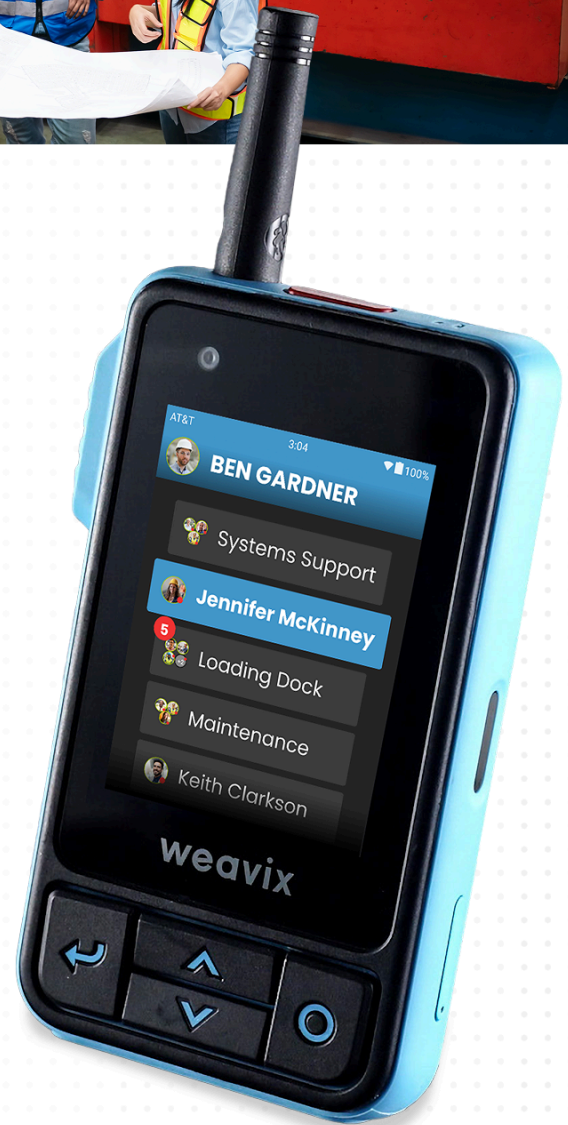 AT&T
3:04
100%
BEN GARDNER
Systems Support
Jennifer McKinney
5
Loading Dock
Maintenance
Keith Clarkson
weavix